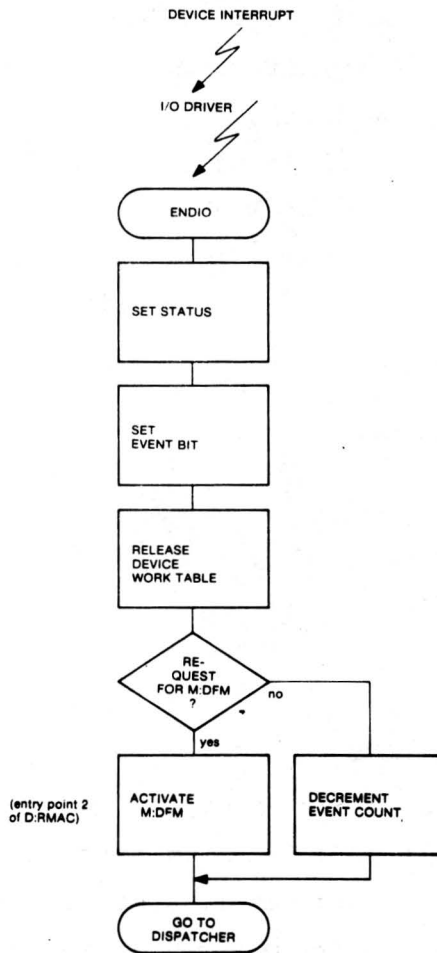 DEVICE INTERRUPT
I/O DRIVER
ENDIO
SET STATUS
SET
EVENT BIT
RELEASE
DEVICE
WORK TABLE
RE-
QUEST
FOR M:DFM
?
no
yes
(entry point 2
of D:RMAC)
ACTIVATE
M:DFM
DECREMENT
EVENT COUNT
GO TO
DISPATCHER